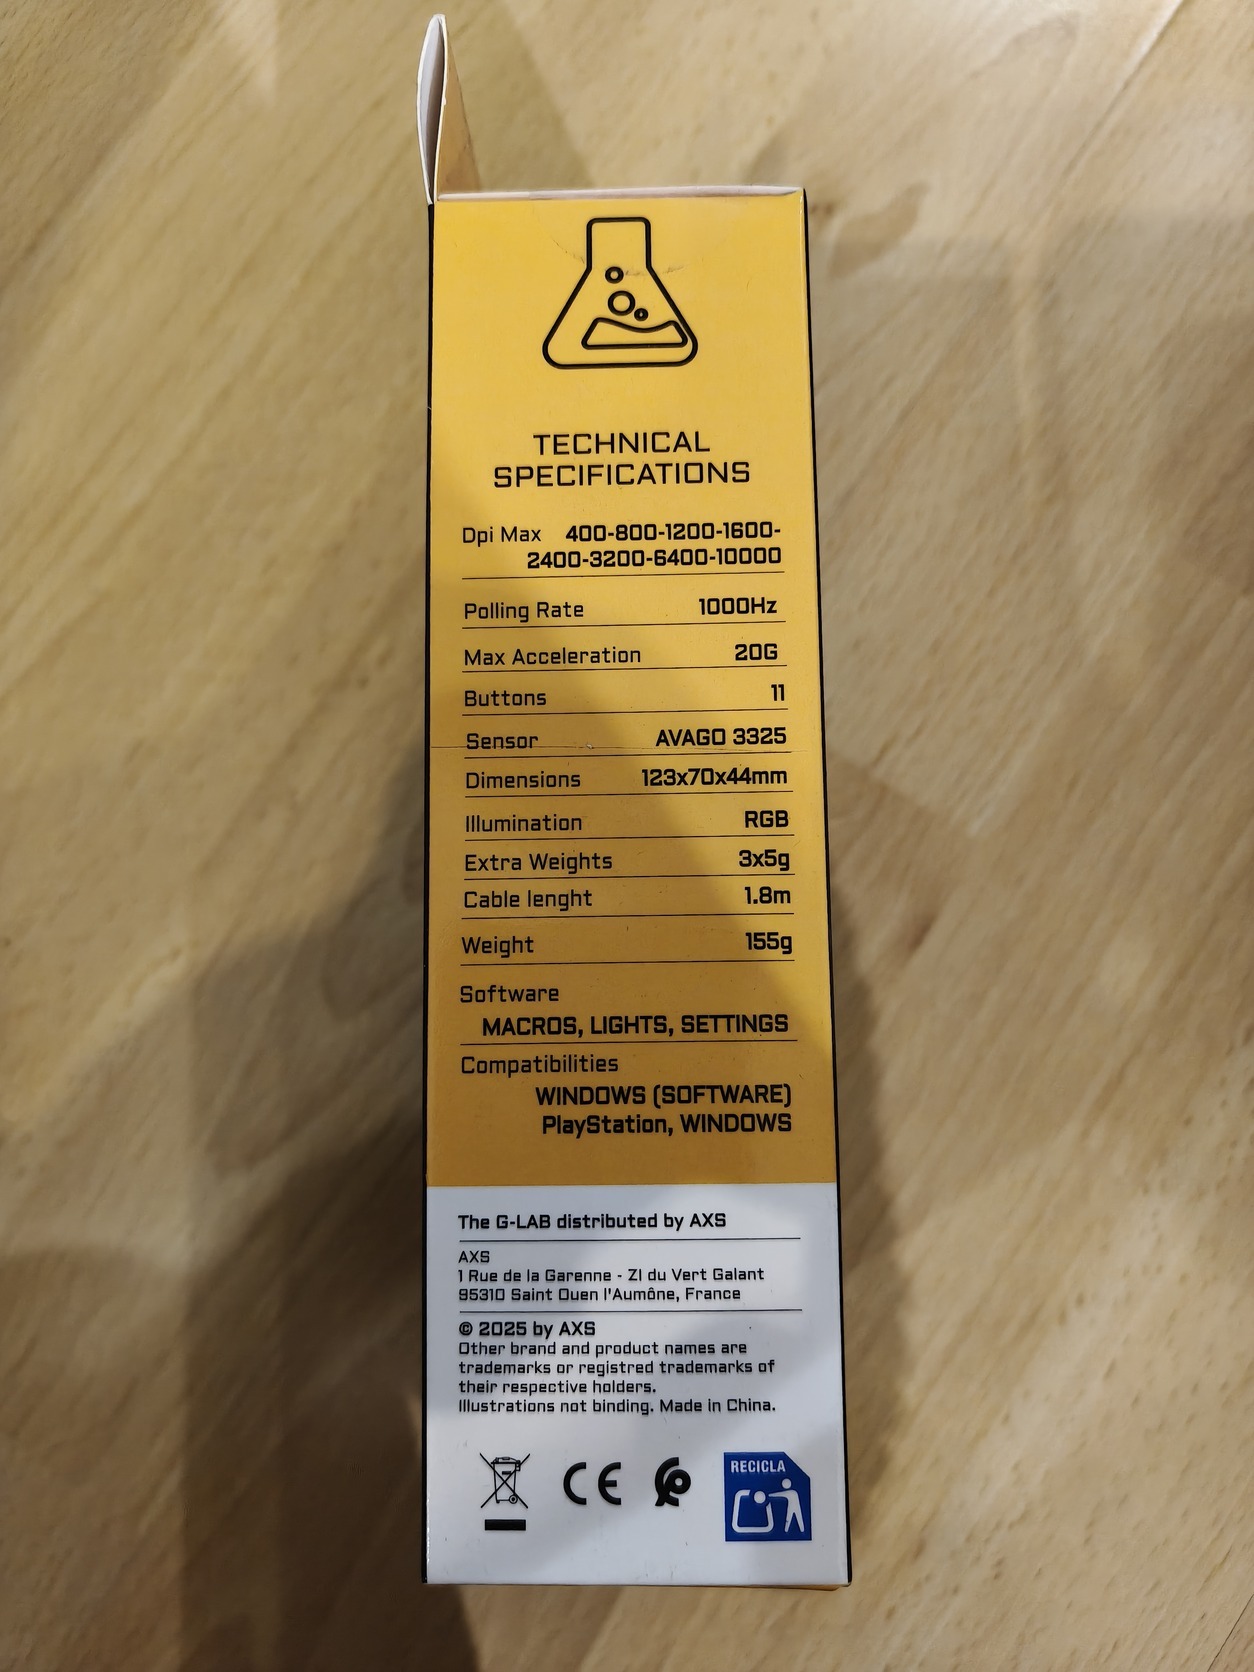 TECHNICAL
SPECIFICATIONS
Dpi Max 400-800-1200-1600-
2400-3200-6400-10000
Polling Rate 1000Hz
Max Acceleration 20G
Buttons 11
Sensor AVAGO 3325
Dimensions 123x70x44mm
Illumination RGB
Extra Weights 3x5g
Cable lenght 1.8m
Weight 155g
Software
MACROS, LIGHTS, SETTINGS
Compatibilities
WINDOWS (SOFTWARE)
PlayStation, WINDOWS
The G-LAB distributed by AXS
AXS
1 Rue de la Garenne - ZI du Vert Galant
95310 Saint Ouen l'Aumône, France
© 2025 by AXS
Other brand and product names are
trademarks or registred trademarks of
their respective holders.
Illustrations not binding. Made in China.
CE
RECICLA